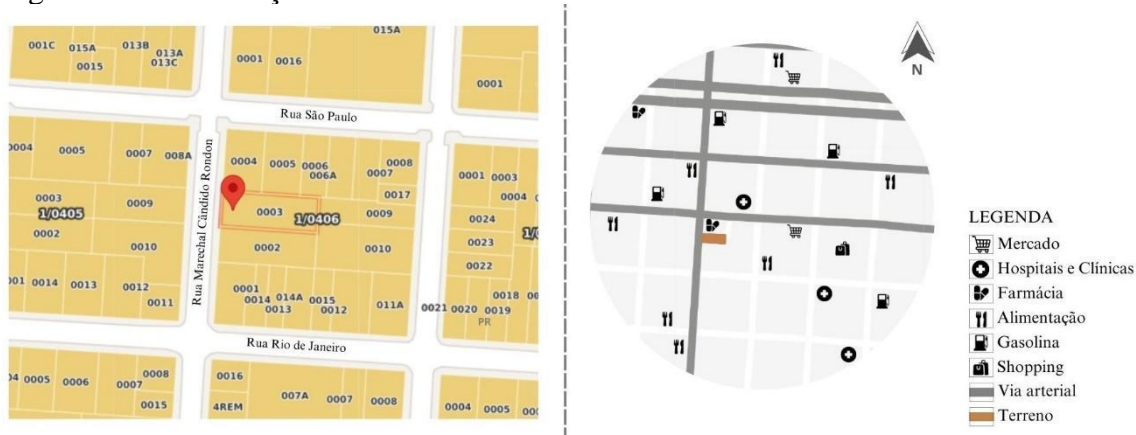 001C 015A 013B 013A
0015 013C
0001 0016
015A
0001
Rua São Paulo
Rua Marechal Cândido Rondon
0004 0005 0007 008A
0003 0009
1/0405
0002
0010
001 0014 0013 0012
0011
0004 0005 0006 0008
006A 0007
0017
0003 1/0406 0009
0002 0010
0001
0014 014A 0015 011A
0013 0012
0001 0003
0004
0024
0023
0022
0021 0020 0019 0018
PR
Rua Rio de Janeiro
0005 0006 0007 0008
0015
0016
4REM 007A 0007 0008
0004 0005
N
LEGENDA
Mercado
Hospitais e Clínicas
Farmácia
Alimentação
Gasolina
Shopping
Via arterial
Terreno